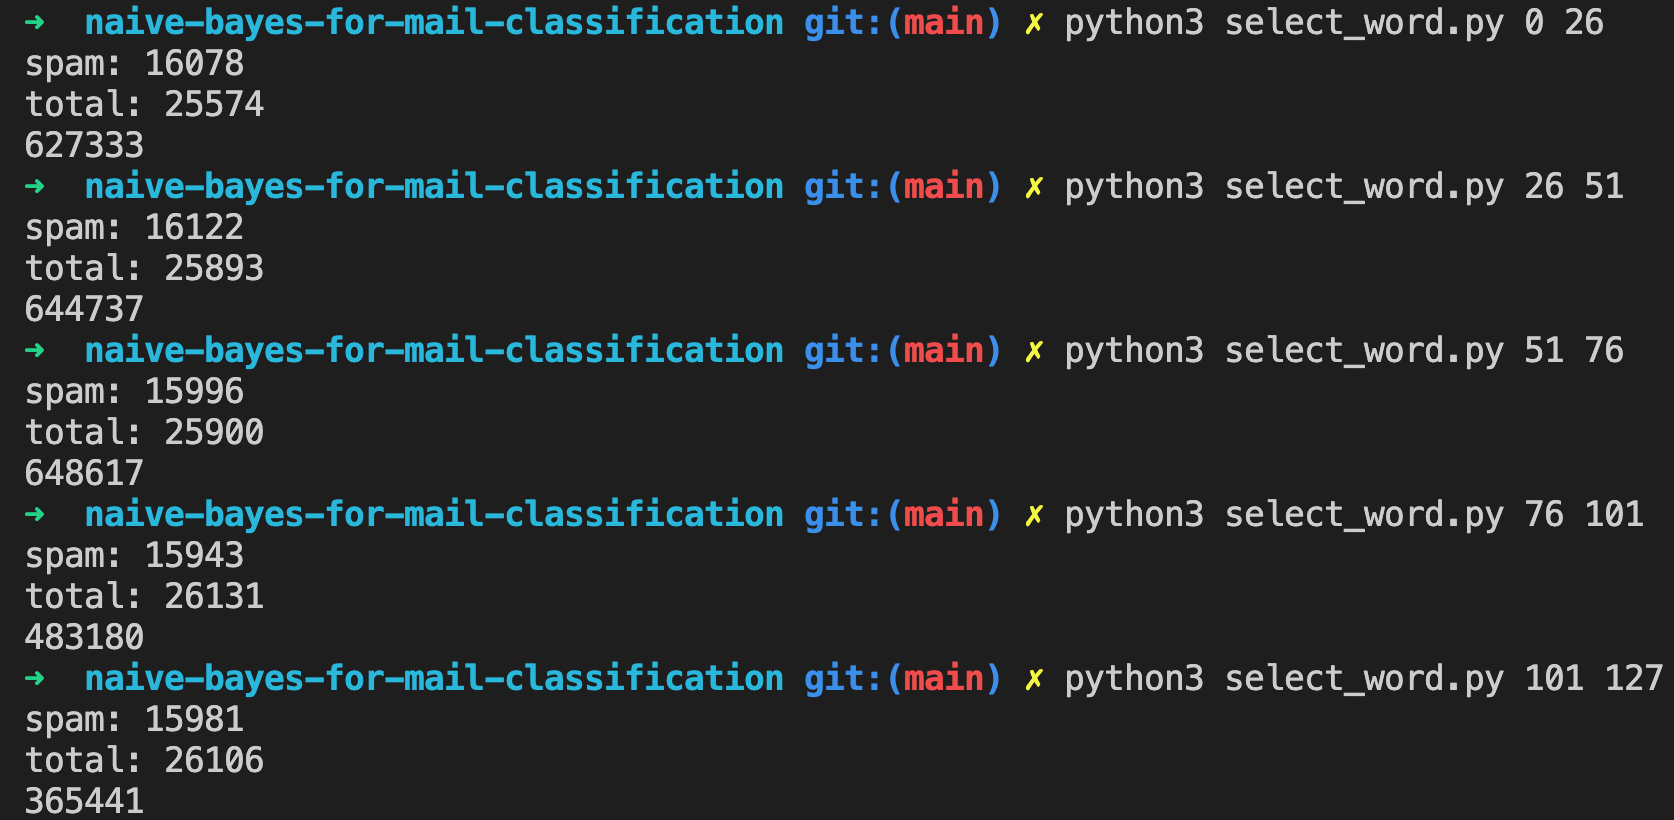 ➜  naive-bayes-for-mail-classification git:(main) ✗ python3 select_word.py 0 26
spam: 16078
total: 25574
627333
➜  naive-bayes-for-mail-classification git:(main) ✗ python3 select_word.py 26 51
spam: 16122
total: 25893
644737
➜  naive-bayes-for-mail-classification git:(main) ✗ python3 select_word.py 51 76
spam: 15996
total: 25900
648617
➜  naive-bayes-for-mail-classification git:(main) ✗ python3 select_word.py 76 101
spam: 15943
total: 26131
483180
➜  naive-bayes-for-mail-classification git:(main) ✗ python3 select_word.py 101 127
spam: 15981
total: 26106
365441